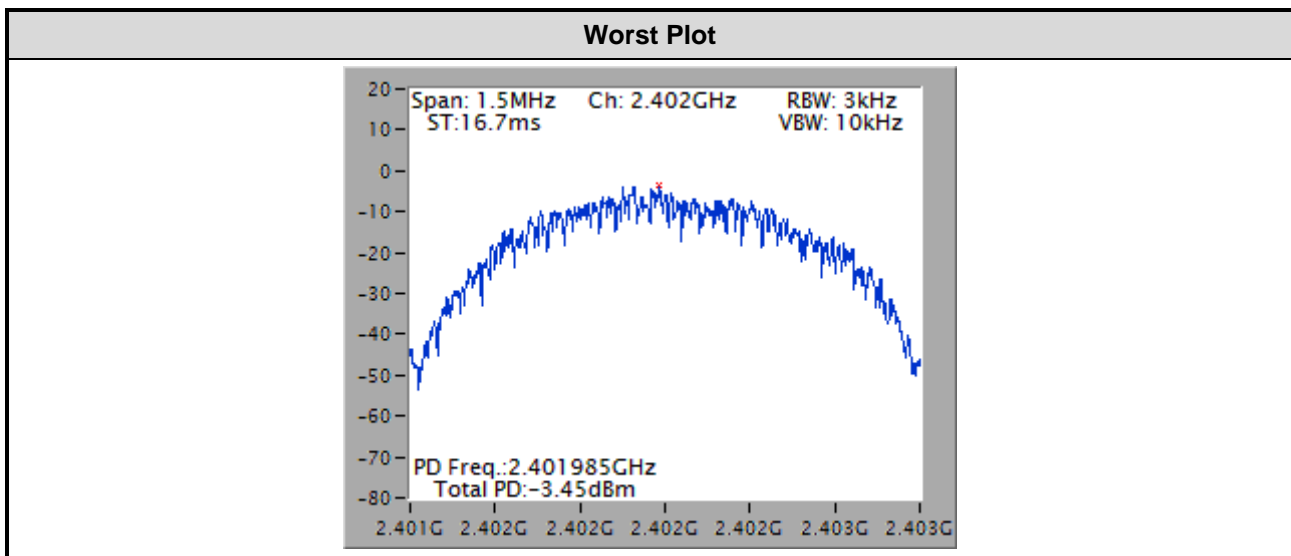 Worst Plot
Span: 1.5MHz Ch: 2.402GHz RBW: 3kHz
ST:16.7ms VBW: 10kHz
20
10
0
-10
-20
-30
-40
-50
-60
-70
-80
PD Freq.:2.401985GHz
Total PD:-3.45dBm
2.401G 2.402G 2.402G 2.402G 2.402G 2.403G 2.403G